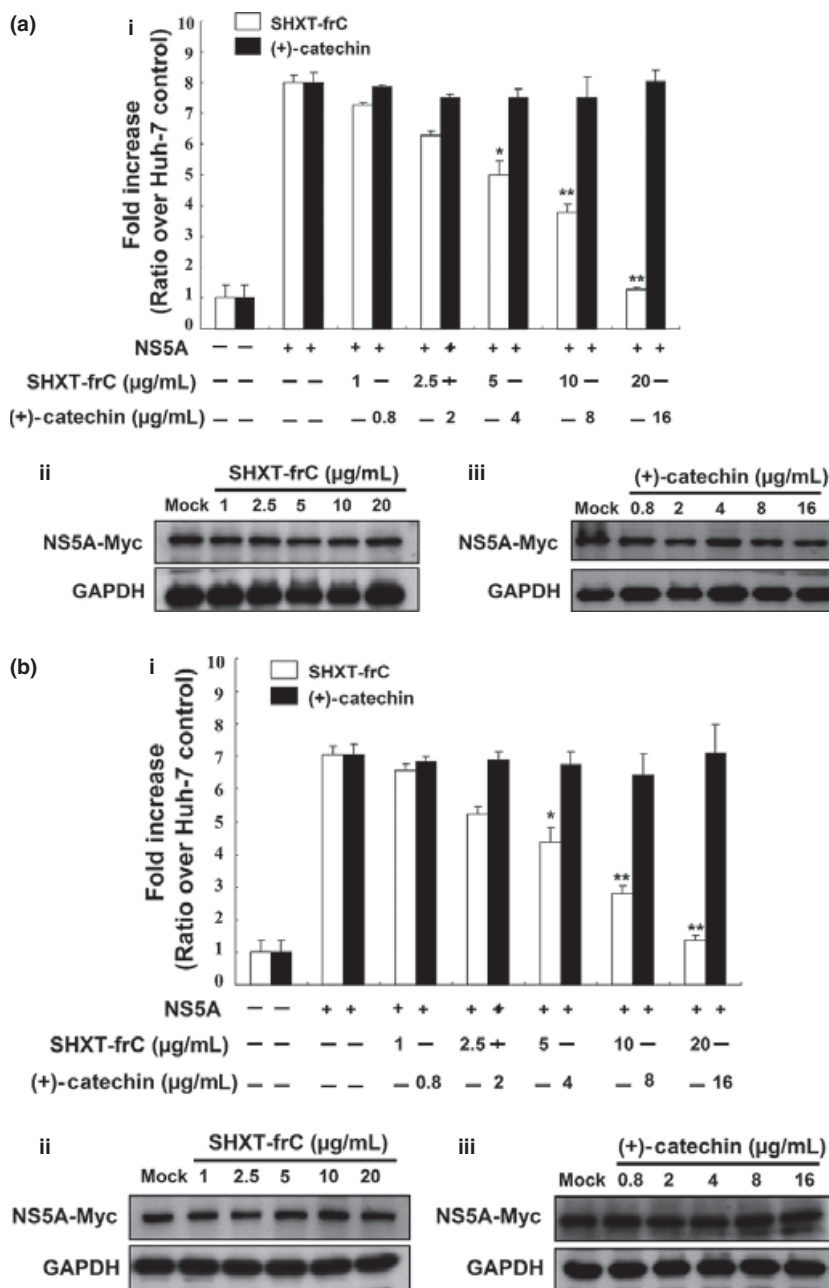 (a)
i
SHXT-frC
(+)-catechin
Fold increase
(Ratio over Huh-7 control)
10
9
8
7
6
5
4
3
2
1
0
*
**
**
NS5A — — + + + + + + + + + + + +
SHXT-frC (µg/mL) — — — — 1 — 2.5 — 5 — 10 — 20 —
(+)-catechin (µg/mL) — — — — — 0.8 — 2 — 4 — 8 — 16
ii
SHXT-frC (µg/mL)
Mock 1 2.5 5 10 20
NS5A-Myc
GAPDH
iii
(+)-catechin (µg/mL)
Mock 0.8 2 4 8 16
NS5A-Myc
GAPDH
(b)
i
SHXT-frC
(+)-catechin
Fold increase
(Ratio over Huh-7 control)
10
9
8
7
6
5
4
3
2
1
0
*
**
**
NS5A — — + + + + + + + + + + + +
SHXT-frC (µg/mL) — — — — 1 — 2.5 — 5 — 10 — 20 —
(+)-catechin (µg/mL) — — — — — 0.8 — 2 — 4 — 8 — 16
ii
SHXT-frC (µg/mL)
Mock 1 2.5 5 10 20
NS5A-Myc
GAPDH
iii
(+)-catechin (µg/mL)
Mock 0.8 2 4 8 16
NS5A-Myc
GAPDH